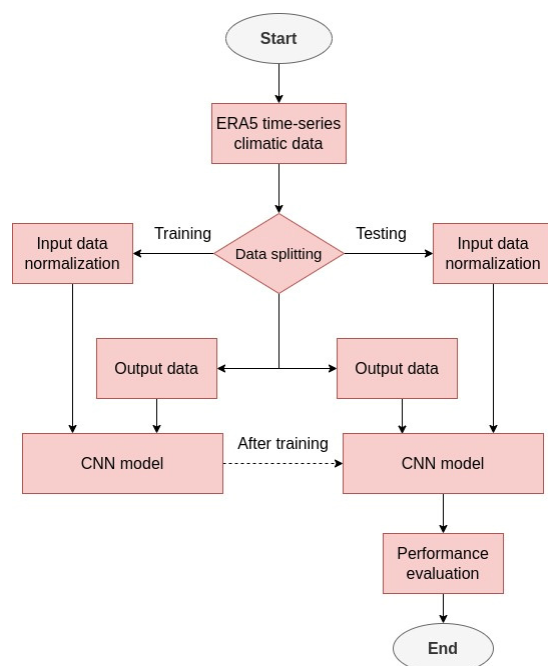 Start
ERA5 time-series
climatic data
Training
Data splitting
Testing
Input data
normalization
Input data
normalization
Output data
Output data
CNN model
After training
CNN model
Performance
evaluation
End